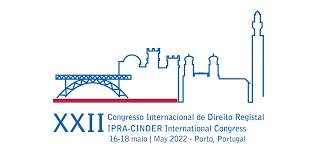 XXII
Congresso Internacional de Direito Registal
IPRA-CINDER International Congress
16-18 maio | May 2022 - Porto, Portugal